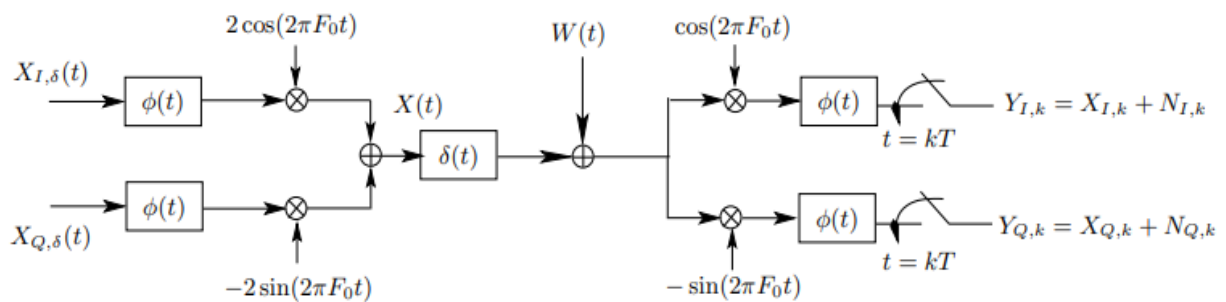 2 cos(2πF₀t)
W(t)
cos(2πF₀t)
X_{I,δ}(t)
ϕ(t)
X(t)
ϕ(t)
Y_{I,k} = X_{I,k} + N_{I,k}
t = kT
δ(t)
ϕ(t)
ϕ(t)
Y_{Q,k} = X_{Q,k} + N_{Q,k}
X_{Q,δ}(t)
t = kT
−2 sin(2πF₀t)
− sin(2πF₀t)